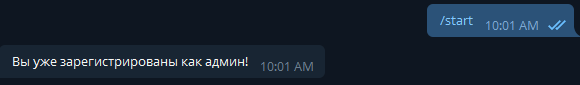 /start 10:01 AM
Вы уже зарегистрированы как админ! 10:01 AM